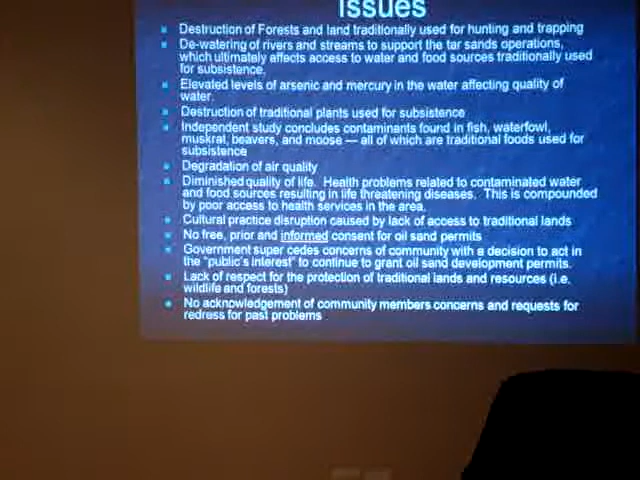 Issues
Destruction of Forests and land traditionally used for hunting and trapping
De-watering of rivers and streams to support the tar sands operations,
which ultimately affects access to water and food sources traditionally used
for subsistence.
Elevated levels of arsenic and mercury in the water affecting quality of
water.
Destruction of traditional plants used for subsistence
Independent study concludes contaminants found in fish, waterfowl,
muskrat, beavers, and moose — all of which are traditional foods used for
subsistence
Degradation of air quality
Diminished quality of life. Health problems related to contaminated water
and food sources resulting in life threatening diseases. This is compounded
by poor access to health services in the area.
Cultural practice disruption caused by lack of access to traditional lands
No free, prior and informed consent for oil sand permits
Government super cedes concerns of community with a decision to act in
the "public's interest" to continue to grant oil sand development permits.
Lack of respect for the protection of traditional lands and resources (i.e.
wildlife and forests)
No acknowledgement of community members concerns and requests for
redress for past problems